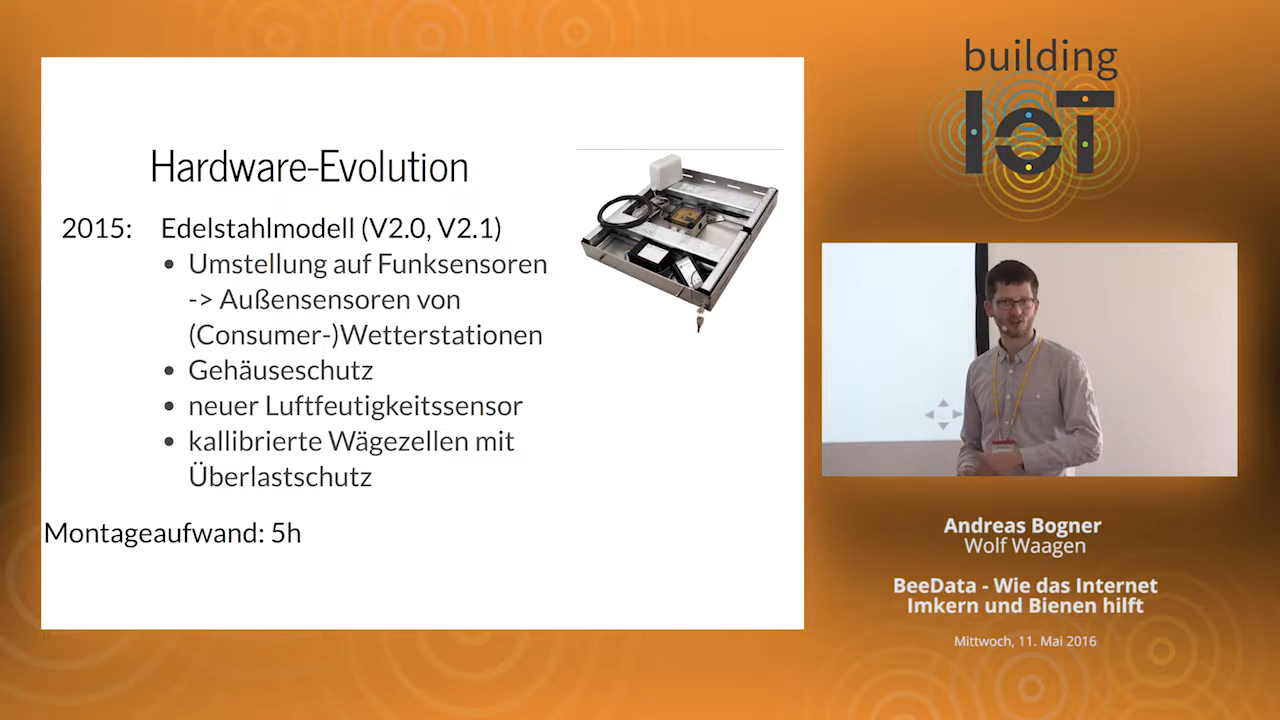 Hardware-Evolution
2015: Edelstahlmodell (V2.0, V2.1)
• Umstellung auf Funksensoren
-> Außensensoren von
(Consumer-)Wetterstationen
• Gehäuseschutz
• neuer Luftfeutigkeitssensor
• kallibrierte Wägezellen mit
Überlastschutz
Montageaufwand: 5h
building
IoT
Andreas Bogner
Wolf Waagen
BeeData - Wie das Internet
Imkern und Bienen hilft
Mittwoch, 11. Mai 2016